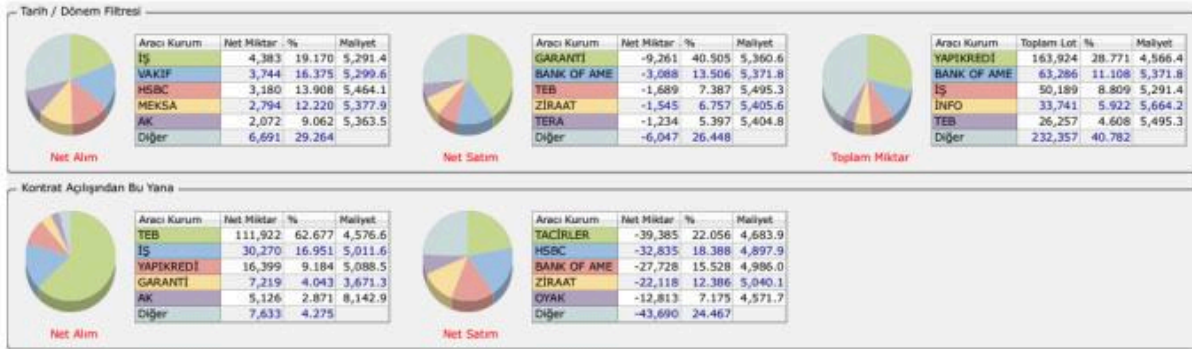 Tarih / Dönem Filtresi
Aracı Kurum Net Miktar % Maliyet
İŞ 4,383 19.170 5,291.4
VAKIF 3,744 16.375 5,299.6
HSBC 3,180 13.908 5,464.1
MEKSA 2,794 12.220 5,377.9
AK 2,072 9.062 5,363.5
Diğer 6,691 29.264
Net Alım
Aracı Kurum Net Miktar % Maliyet
GARANTİ -9,261 40.505 5,360.6
BANK OF AME -3,088 13.506 5,371.8
TEB -1,689 7.387 5,495.3
ZİRAAT -1,545 6.757 5,405.6
TERA -1,234 5.397 5,404.8
Diğer -6,047 26.448
Net Satım
Aracı Kurum Toplam Lot % Maliyet
YAPIKREDİ 163,924 28.771 4,566.4
BANK OF AME 63,286 11.108 5,371.8
İŞ 50,189 8.809 5,291.4
İNFO 33,741 5.922 5,664.2
TEB 26,257 4.608 5,495.3
Diğer 232,357 40.782
Toplam Miktar
Kontrat Açılışından Bu Yana
Aracı Kurum Net Miktar % Maliyet
TEB 111,922 62.677 4,576.6
İŞ 30,270 16.951 5,011.6
YAPIKREDİ 16,399 9.184 5,088.5
GARANTİ 7,219 4.043 3,671.3
AK 5,126 2.871 8,142.9
Diğer 7,633 4.275
Net Alım
Aracı Kurum Net Miktar % Maliyet
TACİRLER -39,385 22.056 4,683.9
HSBC -32,835 18.388 4,897.9
BANK OF AME -27,728 15.528 4,986.0
ZİRAAT -22,118 12.386 5,040.1
OYAK -12,813 7.175 4,571.7
Diğer -43,690 24.467
Net Satım